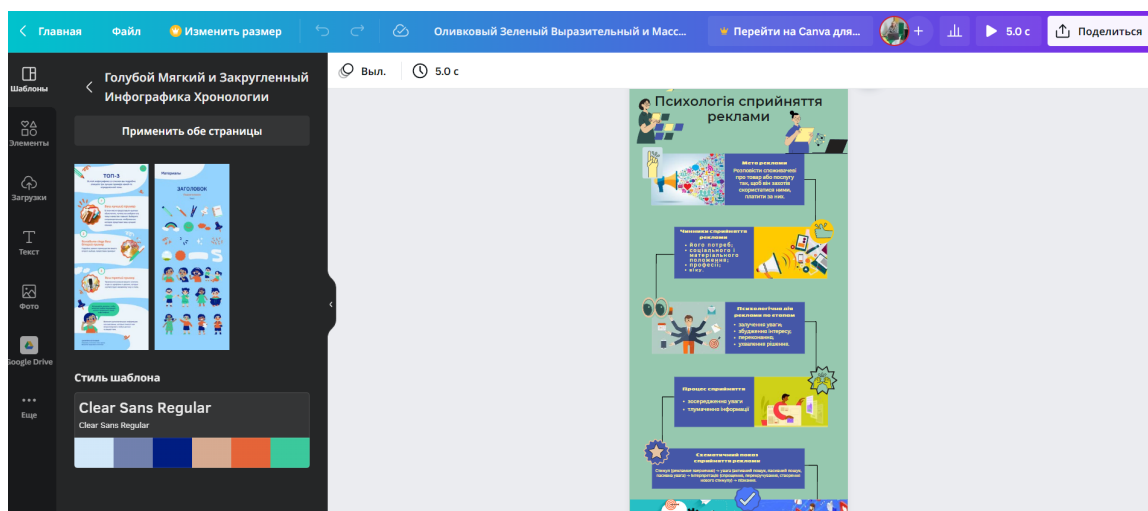 Главная
Файл
Изменить размер
Оливковый Зеленый Выразительный и Масс...
Перейти на Canva для...
5.0 с
Поделиться
Шаблоны
Элементы
Загрузки
Текст
Фото
Google Drive
Еще
Голубой Мягкий и Закругленный
Инфографика Хронологии
Применить обе страницы
ТОП-3
ЗАГОЛОВОК
Стиль шаблона
Clear Sans Regular
Clear Sans Regular
Выл.
5.0 с
Психологія сприйняття
реклами
Мета реклами
Розповісти споживачеві
про товар або послугу
так, щоб він захотів
скористатися ними,
платити за них.
Чинники сприйняття
реклами
• його потреб;
• соціального і
матеріального
положення;
• професії;
• віку.
Психологічна дія
реклами по етапам
• залучення уваги,
• збудження інтересу,
• переконання,
• ухвалення рішення.
Процес сприйняття
• зосередження уваги
• тлумачення інформації
Схематичний показ
сприйняття реклами